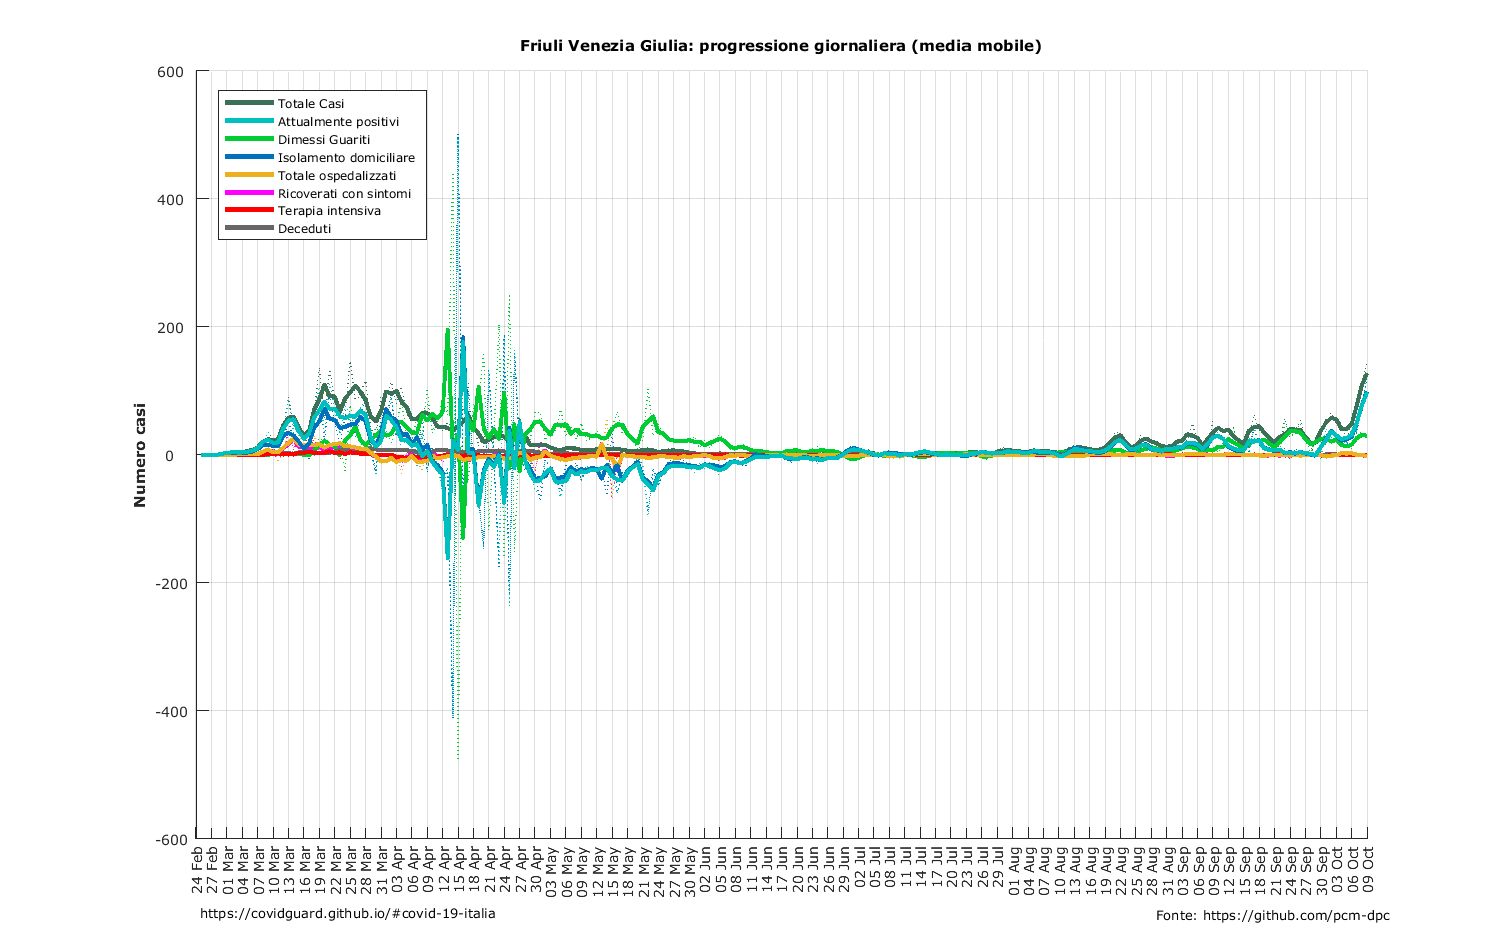 Friuli Venezia Giulia: progressione giornaliera (media mobile)
600
400
200
0
-200
-400
-600
Numero casi
Totale Casi
Attualmente positivi
Dimessi Guariti
Isolamento domiciliare
Totale ospedalizzati
Ricoverati con sintomi
Terapia intensiva
Deceduti
24 Feb
27 Feb
01 Mar
04 Mar
07 Mar
10 Mar
13 Mar
16 Mar
19 Mar
22 Mar
25 Mar
28 Mar
31 Mar
03 Apr
06 Apr
09 Apr
12 Apr
15 Apr
18 Apr
21 Apr
24 Apr
27 Apr
30 Apr
03 May
06 May
09 May
12 May
15 May
18 May
21 May
24 May
27 May
30 May
02 Jun
05 Jun
08 Jun
11 Jun
14 Jun
17 Jun
20 Jun
23 Jun
26 Jun
29 Jun
02 Jul
05 Jul
08 Jul
11 Jul
14 Jul
17 Jul
20 Jul
23 Jul
26 Jul
29 Jul
01 Aug
04 Aug
07 Aug
10 Aug
13 Aug
16 Aug
19 Aug
22 Aug
25 Aug
28 Aug
31 Aug
03 Sep
06 Sep
09 Sep
12 Sep
15 Sep
18 Sep
21 Sep
24 Sep
27 Sep
30 Sep
03 Oct
06 Oct
09 Oct
https://covidguard.github.io/#covid-19-italia
Fonte: https://github.com/pcm-dpc